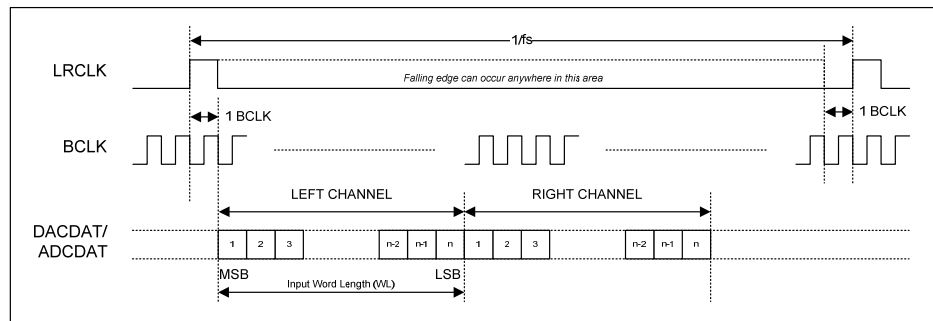 1/fs
LRCLK
Falling edge can occur anywhere in this area
1 BCLK
1 BCLK
BCLK
LEFT CHANNEL
RIGHT CHANNEL
DACDAT/
ADCDAT
1 2 3 n-2 n-1 n 1 2 3 n-2 n-1 n
MSB LSB
Input Word Length (WL)